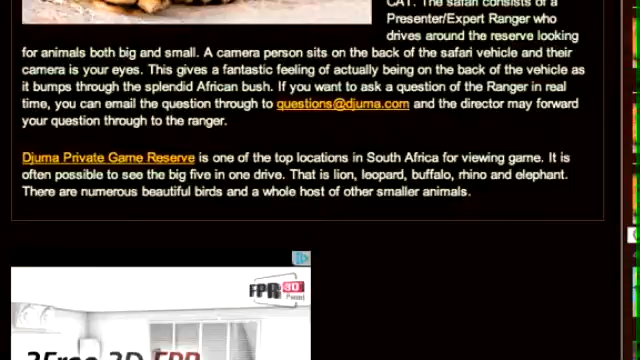 CAT. The safari consists of a
Presenter/Expert Ranger who
drives around the reserve looking
for animals both big and small. A camera person sits on the back of the safari vehicle and their
camera is your eyes. This gives a fantastic feeling of actually being on the back of the vehicle as
it bumps through the splendid African bush. If you want to ask a question of the Ranger in real
time, you can email the question through to questions@djuma.com and the director may forward
your question through to the ranger.
Djuma Private Game Reserve is one of the top locations in South Africa for viewing game. It is
often possible to see the big five in one drive. That is lion, leopard, buffalo, rhino and elephant.
There are numerous beautiful birds and a whole host of other smaller animals.
FPR 3D